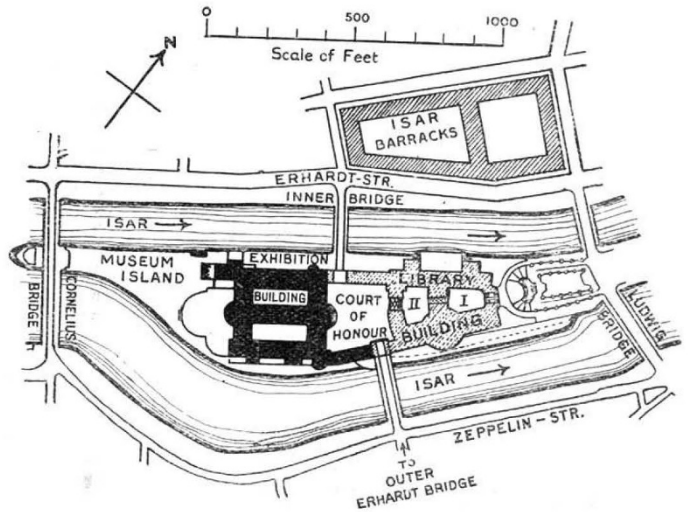 0 500 1000
Scale of Feet
N
ISAR
BARRACKS
ERHARDT-STR.
INNER BRIDGE
ISAR
MUSEUM
ISLAND
EXHIBITION
BUILDING
COURT
OF
HONOUR
LIBRARY
II I
BUILDING
BRIDGE
CORNELIUS
LUDWIG
BRIDGE
ISAR
ZEPPELIN-STR.
TO
OUTER
ERHARDT BRIDGE